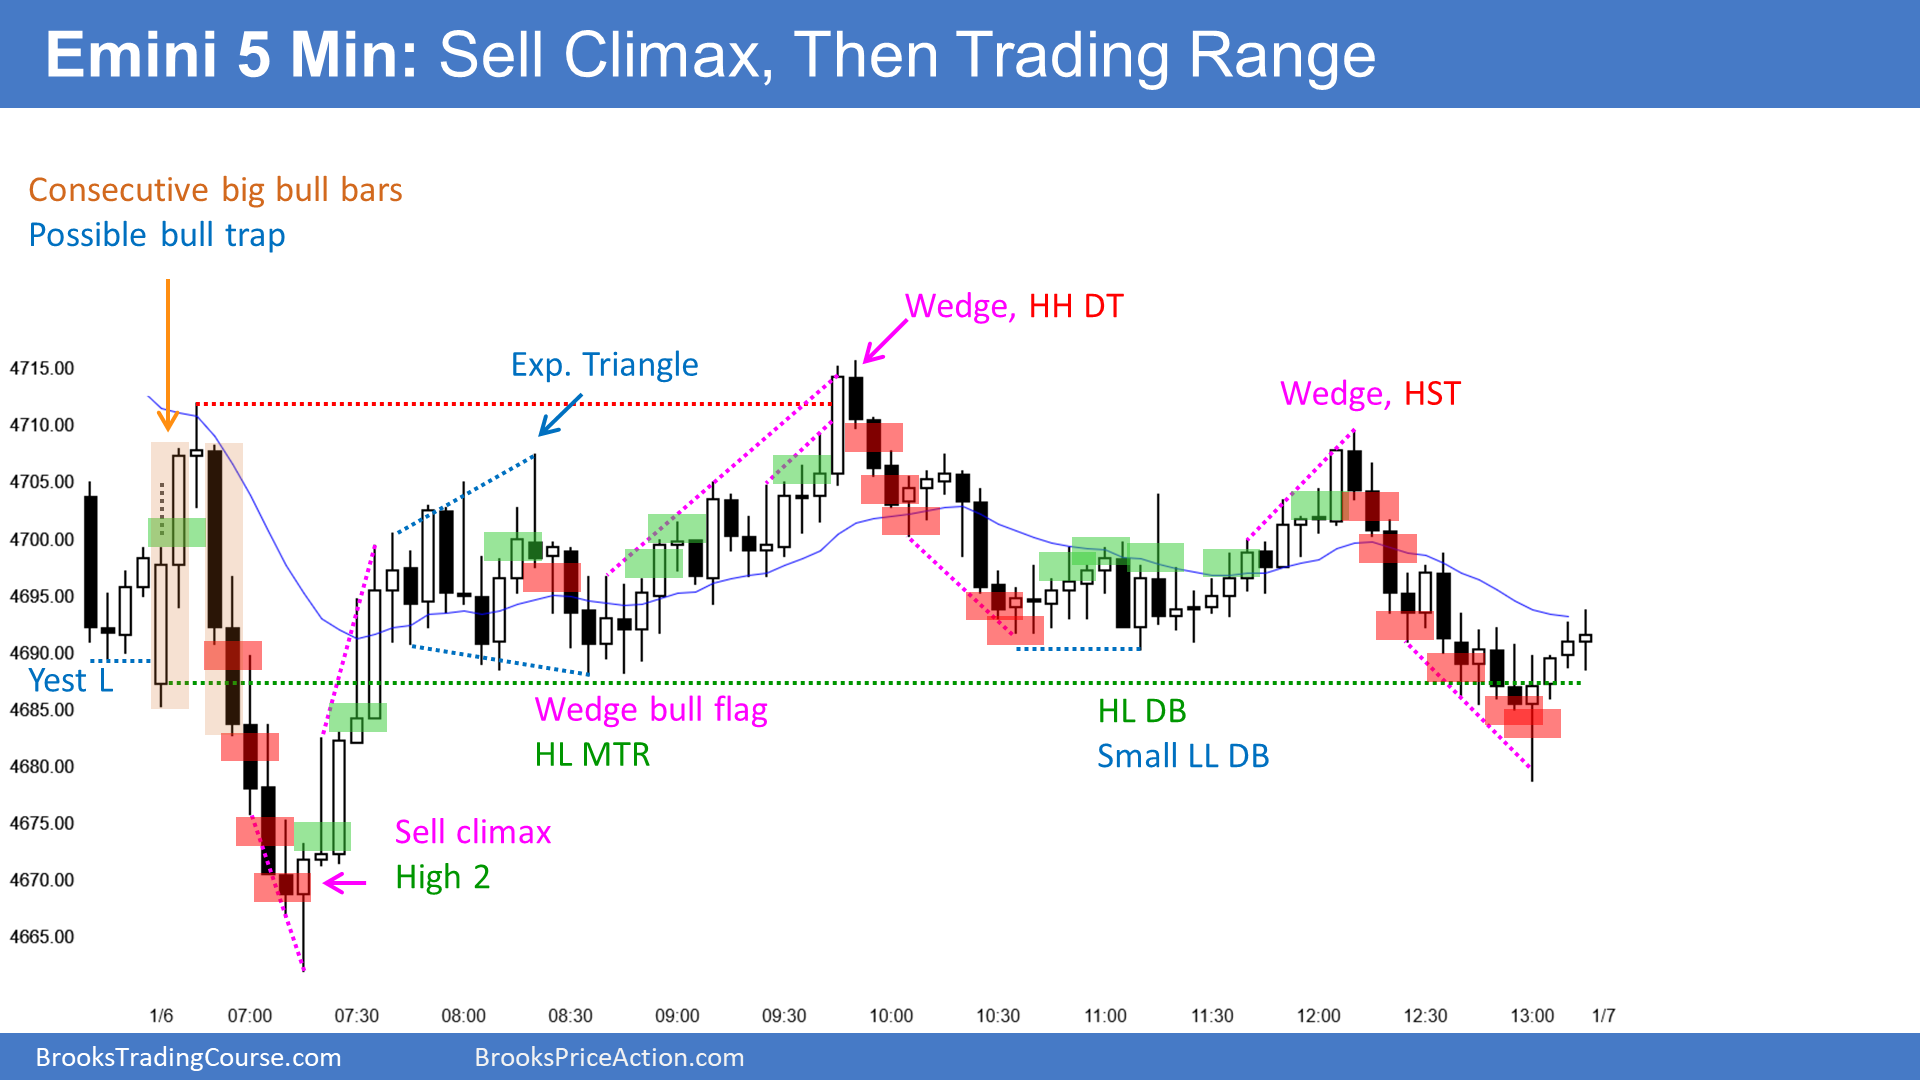 Emini 5 Min: Sell Climax, Then Trading Range
Consecutive big bull bars
Possible bull trap
Wedge, HH DT
Exp. Triangle
Wedge, HST
4715.00
4710.00
4705.00
4700.00
4695.00
4690.00
Yest L
4685.00
4680.00
4675.00
4670.00
4665.00
Wedge bull flag
HL MTR
HL DB
Small LL DB
Sell climax
High 2
1/6 07:00 07:30 08:00 08:30 09:00 09:30 10:00 10:30 11:00 11:30 12:00 12:30 13:00 1/7
BrooksTradingCourse.com BrooksPriceAction.com